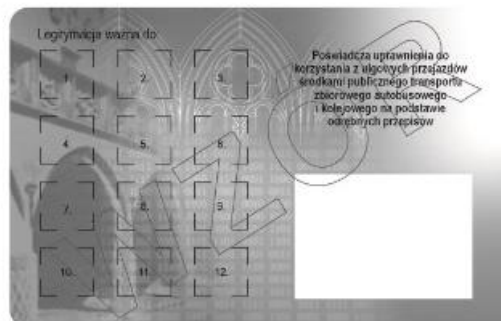 Legitymacja ważna do:
1. 2. 3.
4. 5. 6.
7. 8. 9.
10. 11. 12.
Poświadcza uprawnienia do
korzystania z ulgowych przejazdów
środkami publicznego transportu
zbiorowego autobusowego
i kolejowego na podstawie
odrębnych przepisów
WZÓR